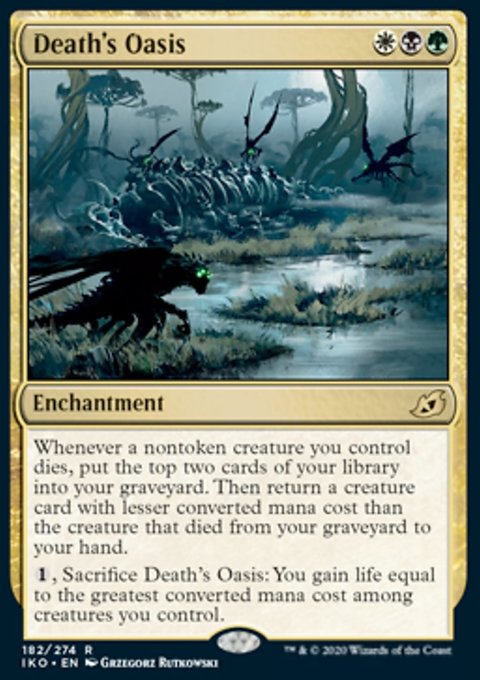 Death's Oasis
Enchantment
Whenever a nontoken creature you control
dies, put the top two cards of your library
into your graveyard. Then return a creature
card with lesser converted mana cost than
the creature that died from your graveyard to
your hand.
1, Sacrifice Death's Oasis: You gain life equal
to the greatest converted mana cost among
creatures you control.
182/274 R
IKO • EN Grzegorz Rutkowski
™ & © 2020 Wizards of the Coast